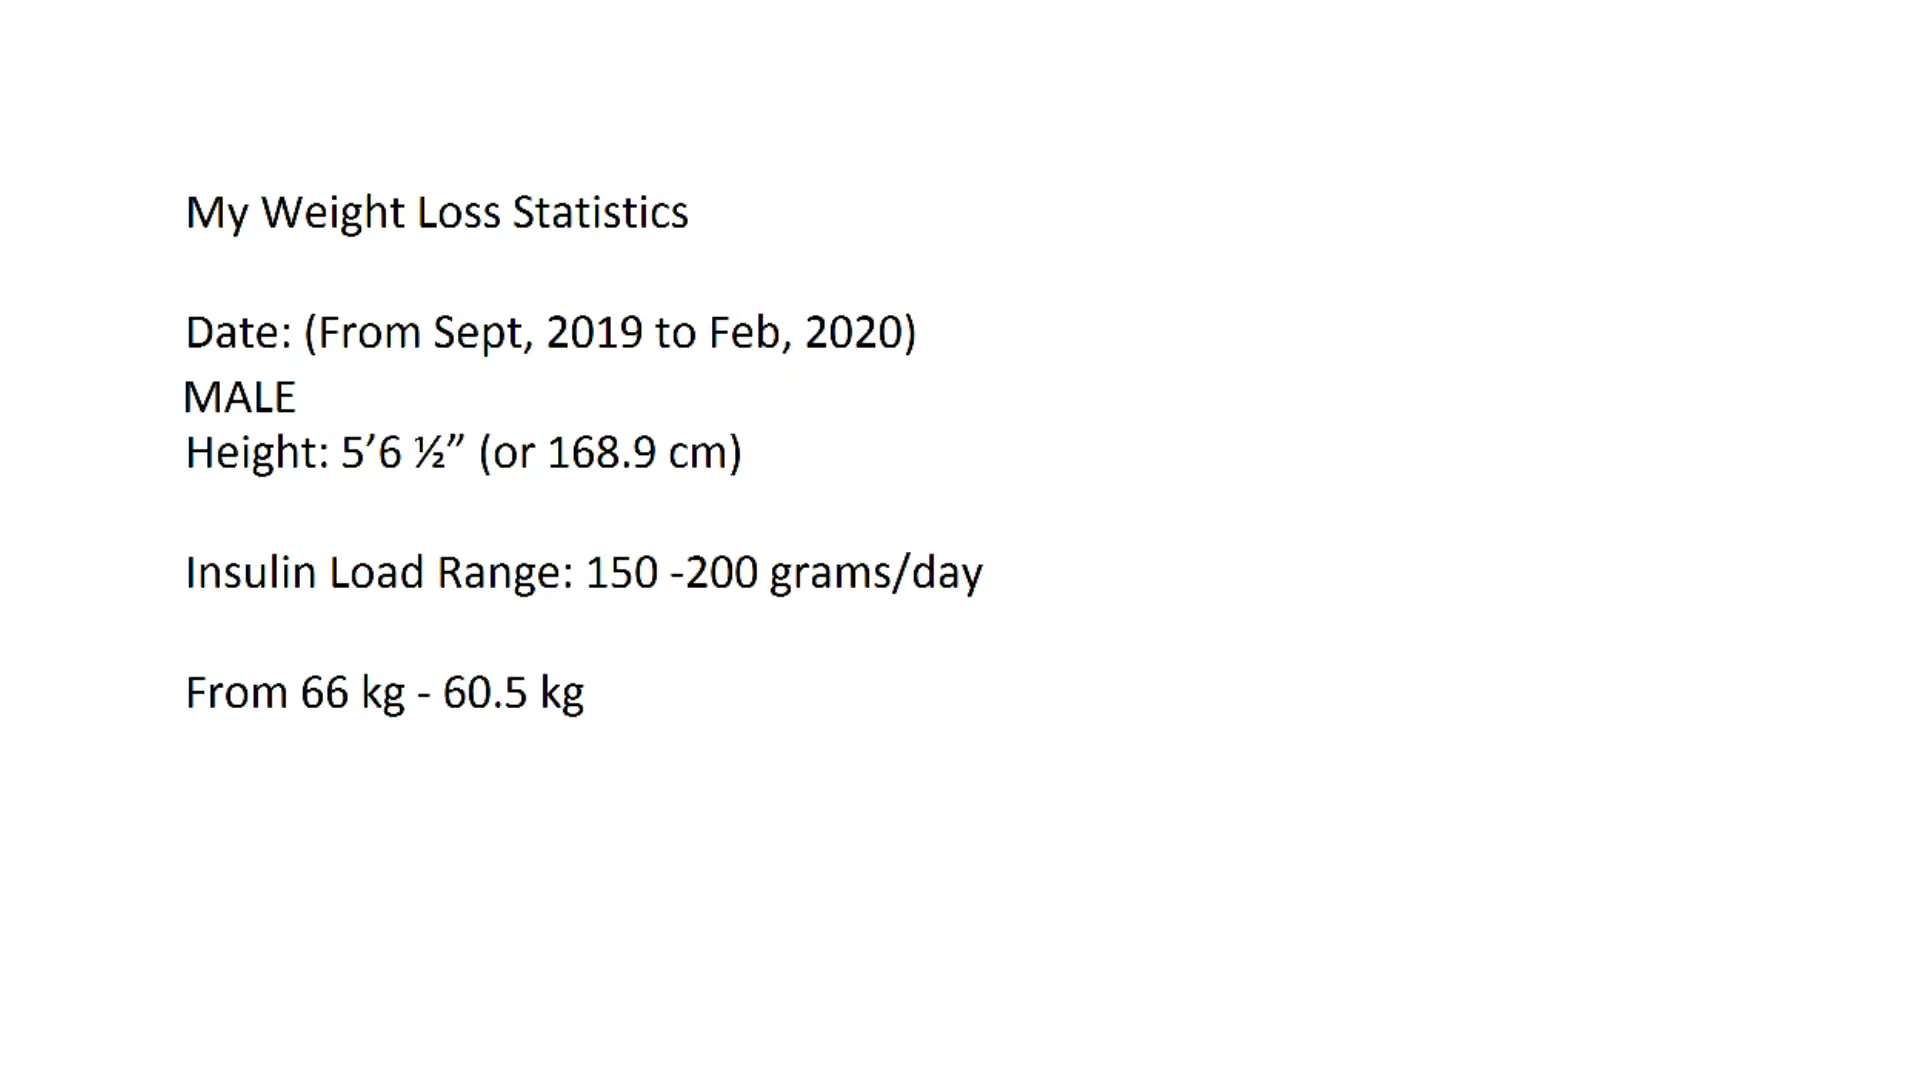 My Weight Loss Statistics
Date: (From Sept, 2019 to Feb, 2020)
MALE
Height: 5’6 ½” (or 168.9 cm)
Insulin Load Range: 150 -200 grams/day
From 66 kg - 60.5 kg